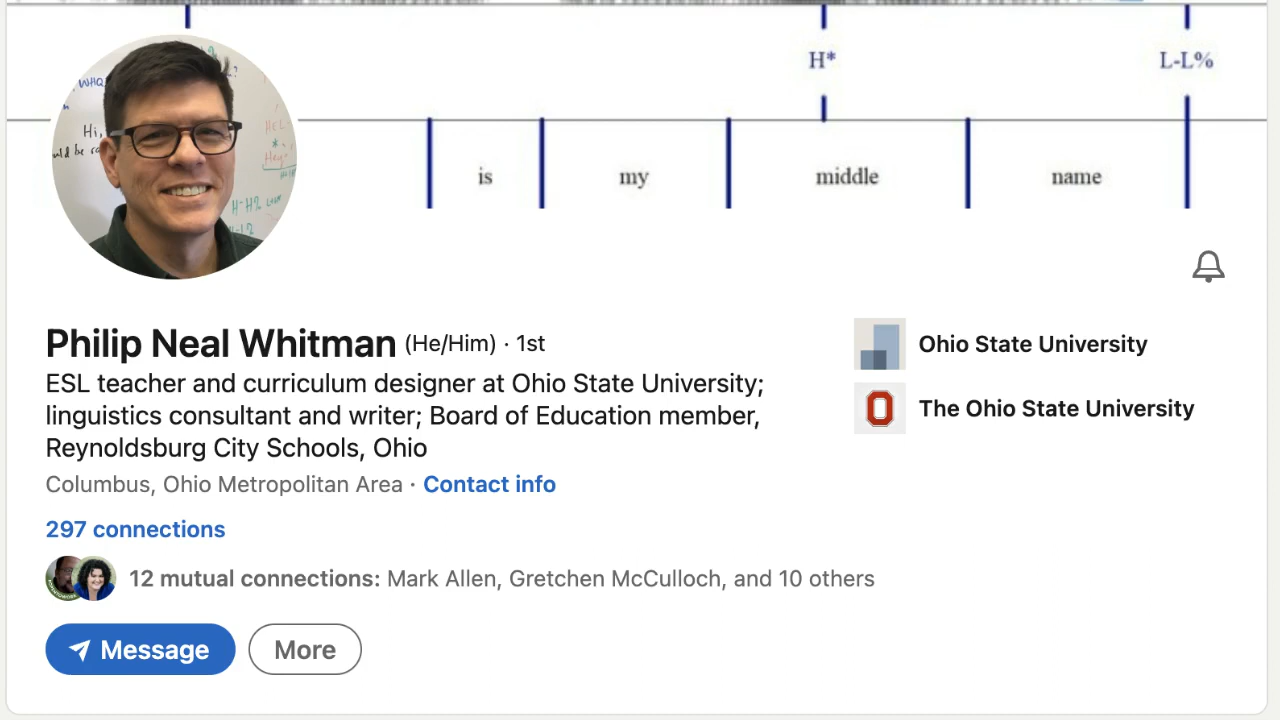 H*
L-L%
is my middle name
WHQ
Hi,
H-H%
Philip Neal Whitman (He/Him) · 1st
ESL teacher and curriculum designer at Ohio State University;
linguistics consultant and writer; Board of Education member,
Reynoldsburg City Schools, Ohio
Columbus, Ohio Metropolitan Area · Contact info
297 connections
12 mutual connections: Mark Allen, Gretchen McCulloch, and 10 others
Message
More
Ohio State University
The Ohio State University